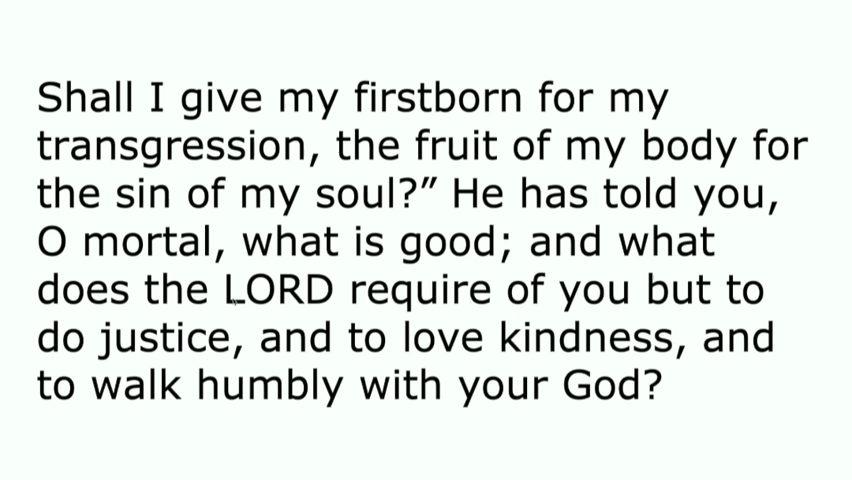 Shall I give my firstborn for my
transgression, the fruit of my body for
the sin of my soul?” He has told you,
O mortal, what is good; and what
does the LORD require of you but to
do justice, and to love kindness, and
to walk humbly with your God?